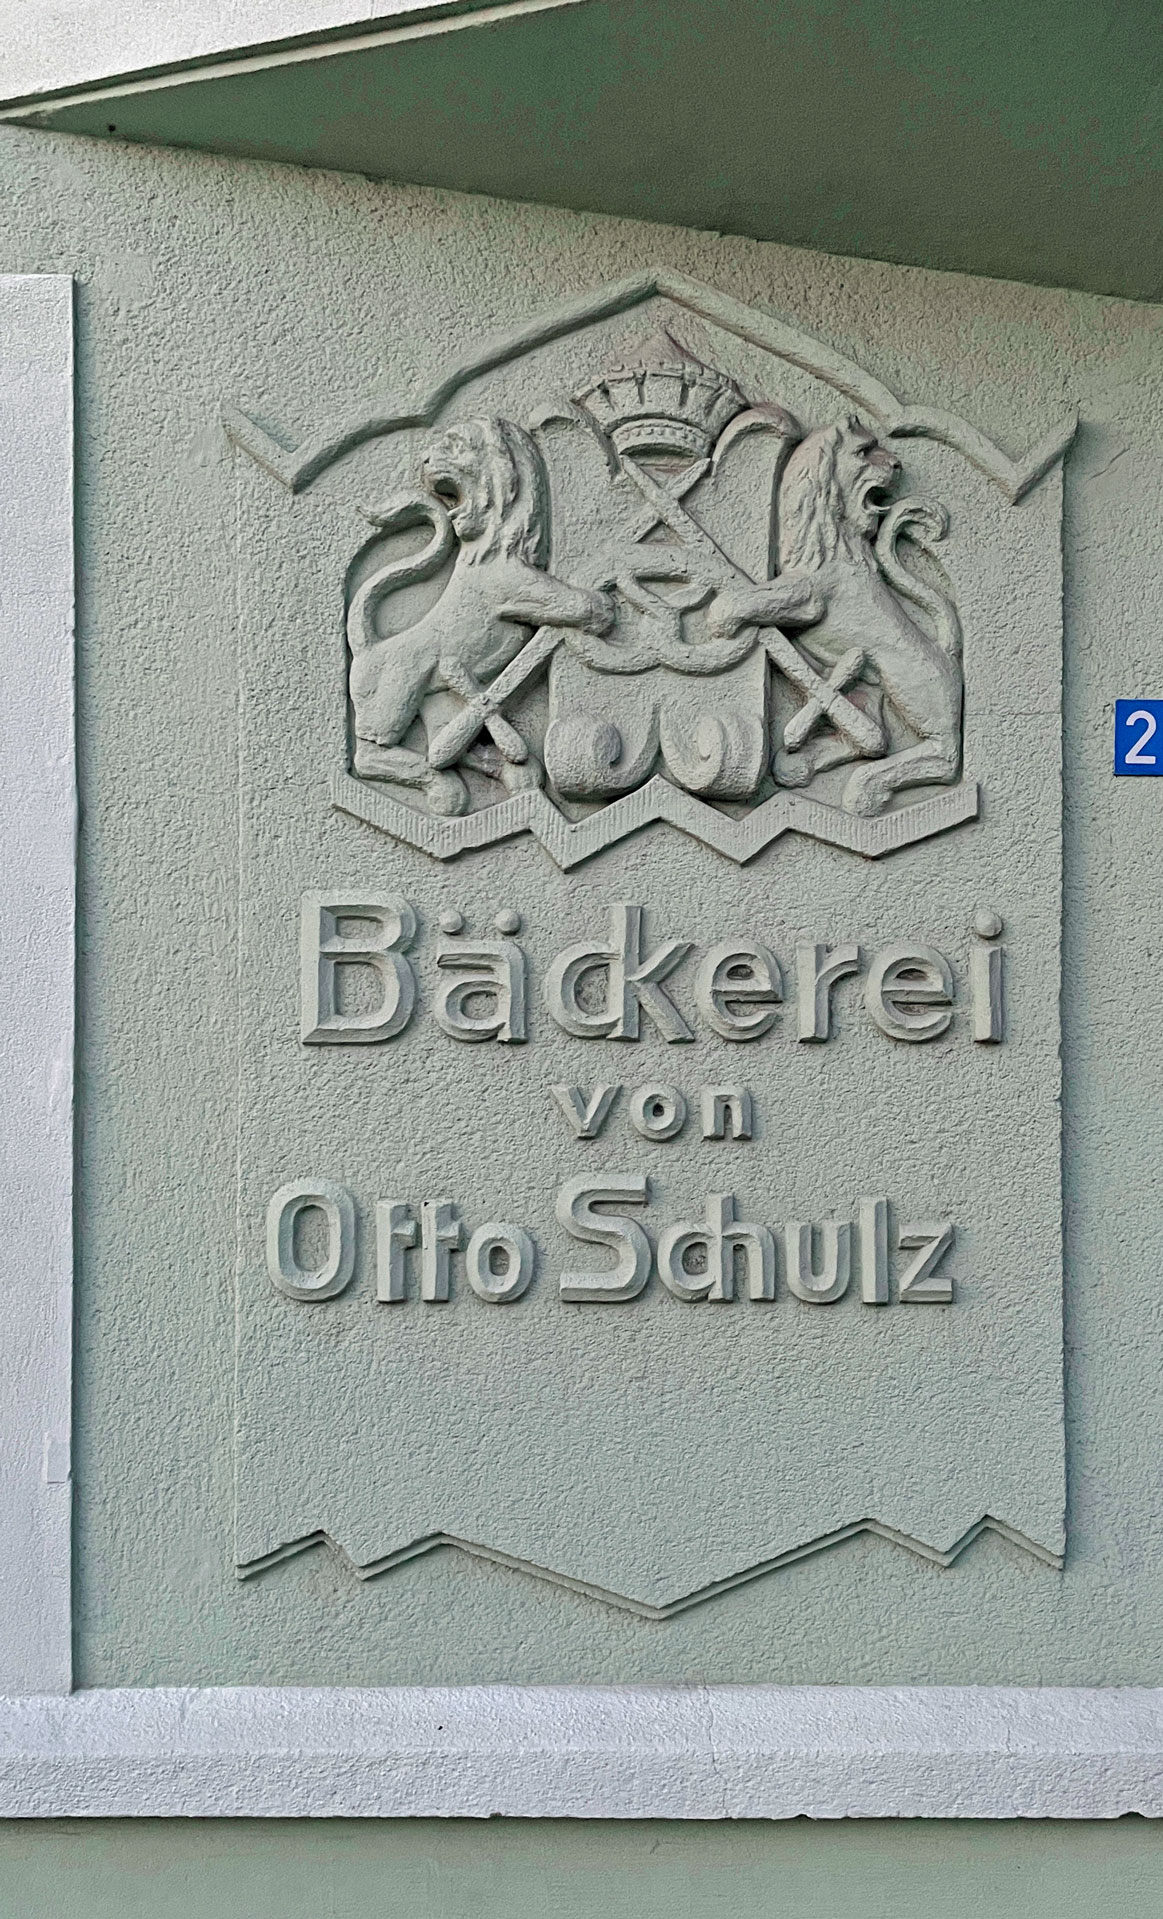 Bäckerei
von
Otto Schulz
2